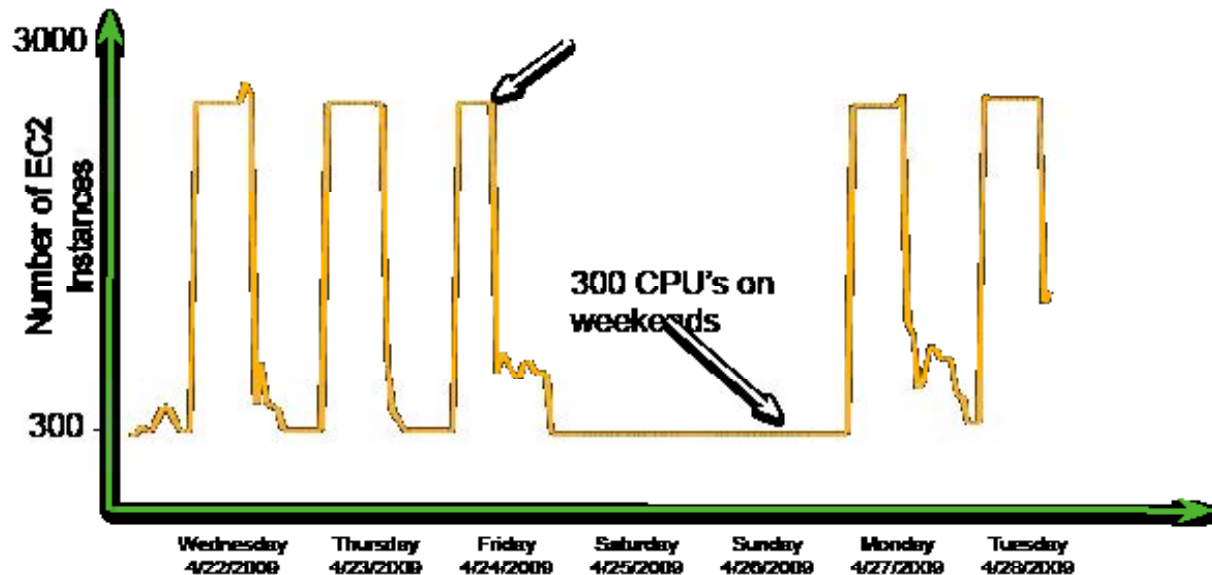 3000
Number of EC2
Instances
300 CPU's on
weekends
300
Wednesday
4/22/2009
Thursday
4/23/2009
Friday
4/24/2009
Saturday
4/25/2009
Sunday
4/26/2009
Monday
4/27/2009
Tuesday
4/28/2009